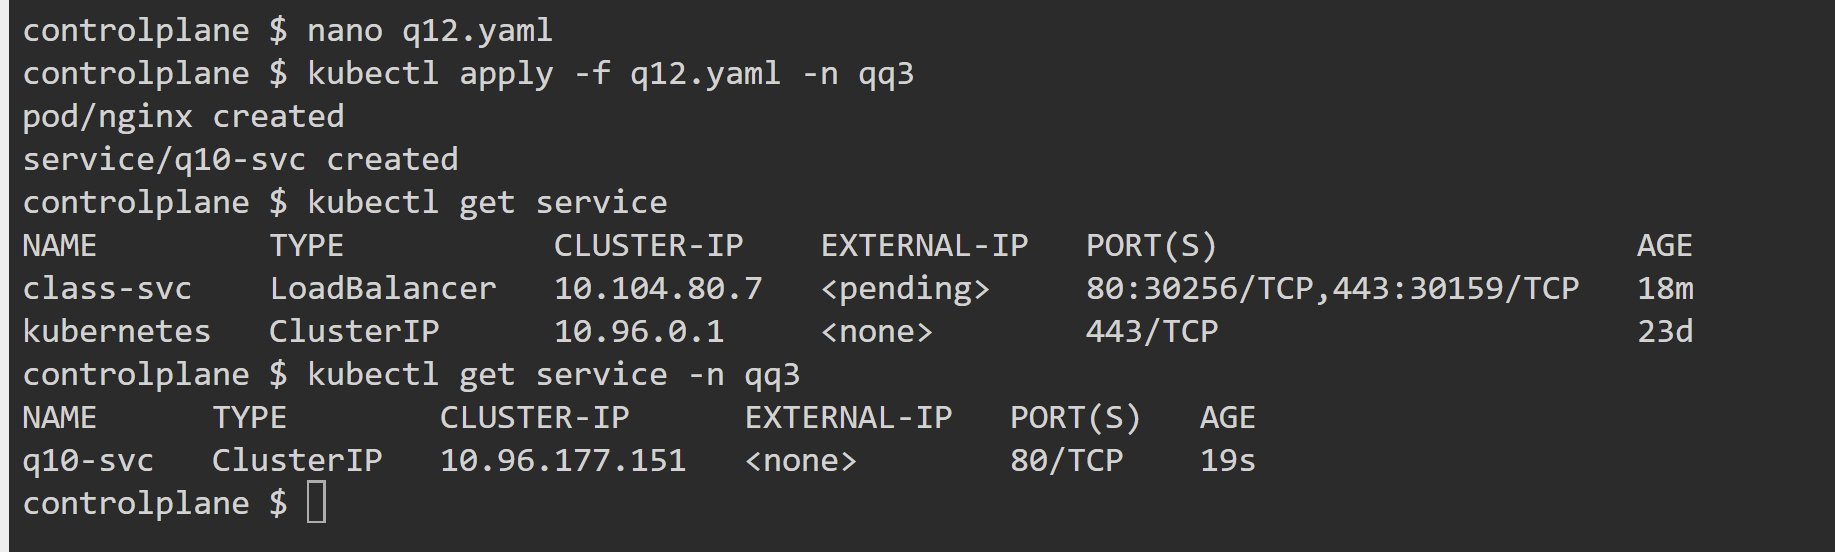 controlplane $ nano q12.yaml
controlplane $ kubectl apply -f q12.yaml -n qq3
pod/nginx created
service/q10-svc created
controlplane $ kubectl get service
NAME         TYPE           CLUSTER-IP    EXTERNAL-IP   PORT(S)                      AGE
class-svc    LoadBalancer   10.104.80.7   <pending>     80:30256/TCP,443:30159/TCP   18m
kubernetes   ClusterIP      10.96.0.1     <none>        443/TCP                      23d
controlplane $ kubectl get service -n qq3
NAME      TYPE        CLUSTER-IP      EXTERNAL-IP   PORT(S)   AGE
q10-svc   ClusterIP   10.96.177.151   <none>        80/TCP    19s
controlplane $